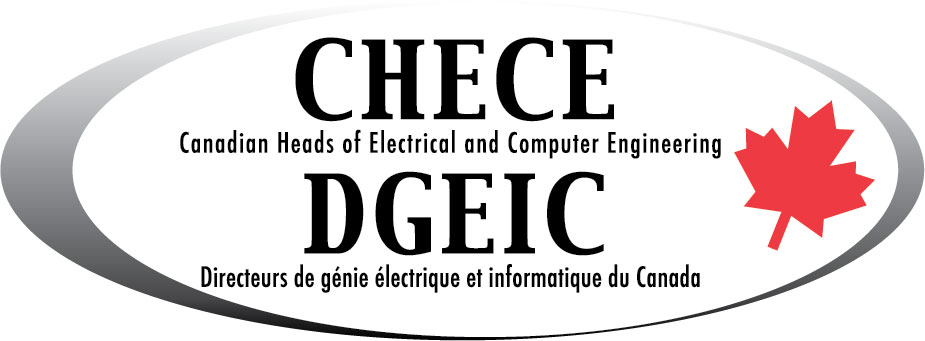 CHECE
Canadian Heads of Electrical and Computer Engineering
DGEIC
Directeurs de génie électrique et informatique du Canada